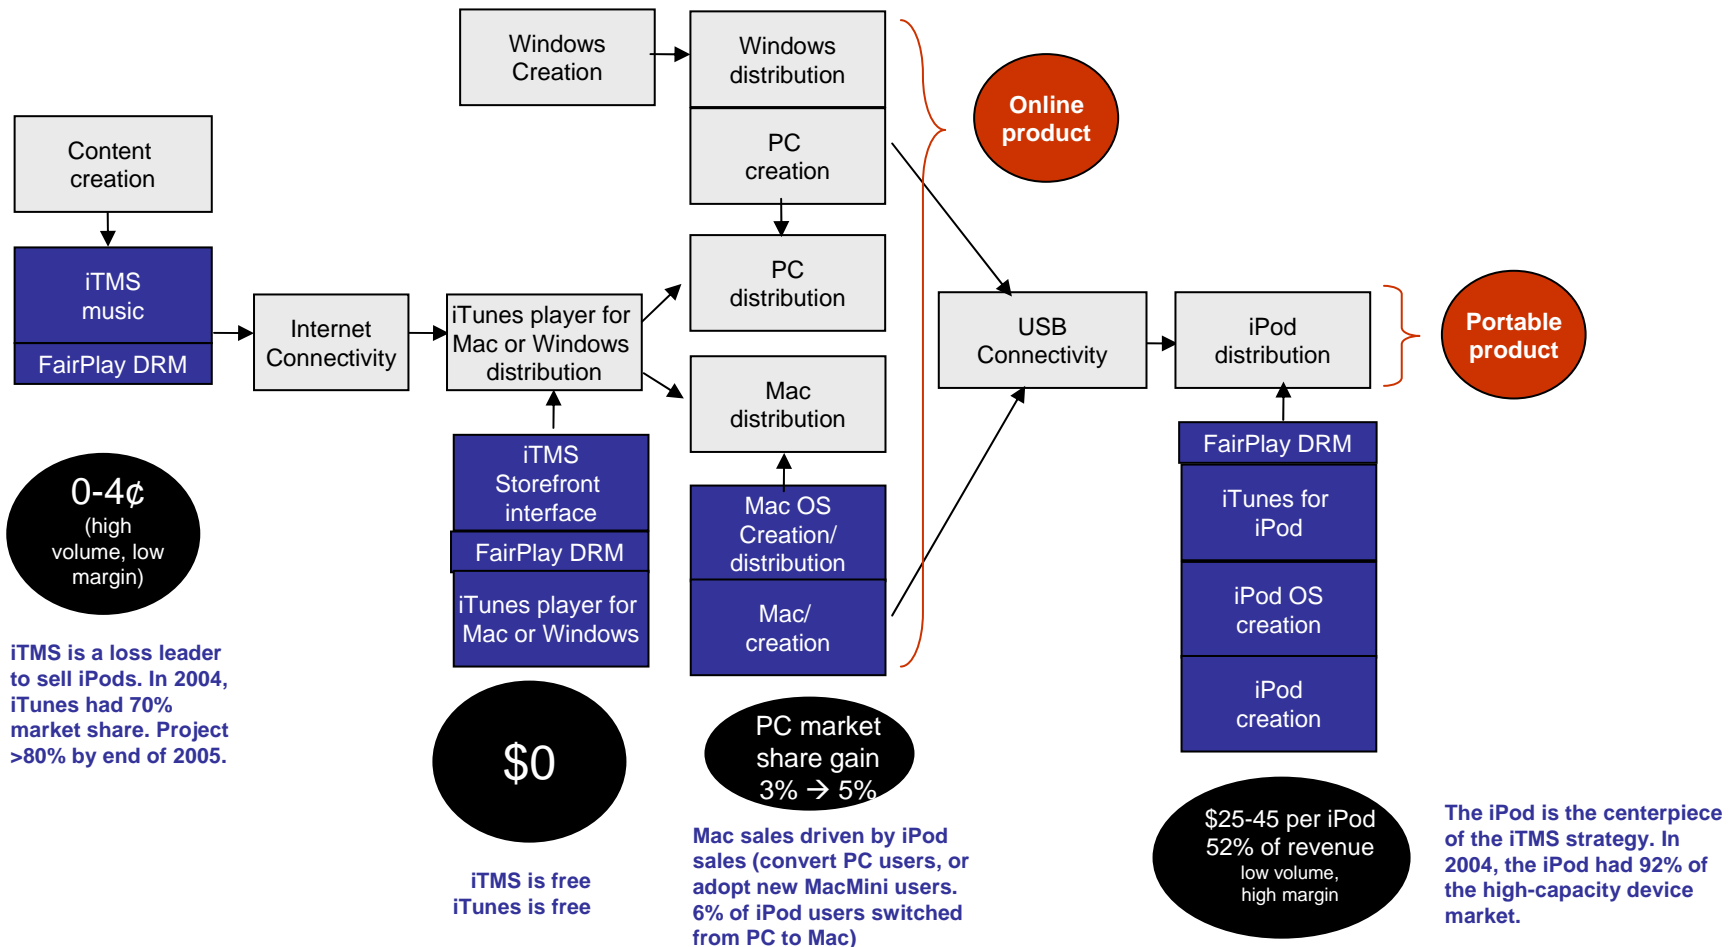 Windows
Creation
Windows
distribution
Online
product
PC
creation
Content
creation
iTMS
music
FairPlay DRM
Internet
Connectivity
iTunes player for
Mac or Windows
distribution
PC
distribution
Mac
distribution
USB
Connectivity
iPod
distribution
Portable
product
0-4¢
(high
volume, low
margin)
iTMS is a loss leader
to sell iPods. In 2004,
iTunes had 70%
market share. Project
>80% by end of 2005.
iTMS
Storefront
interface
FairPlay DRM
iTunes player for
Mac or Windows
$0
iTMS is free
iTunes is free
Mac OS
Creation/
distribution
Mac/
creation
PC market
share gain
3% → 5%
Mac sales driven by iPod
sales (convert PC users, or
adopt new MacMini users.
6% of iPod users switched
from PC to Mac)
FairPlay DRM
iTunes for
iPod
iPod OS
creation
iPod
creation
$25-45 per iPod
52% of revenue
low volume,
high margin
The iPod is the centerpiece
of the iTMS strategy. In
2004, the iPod had 92% of
the high-capacity device
market.